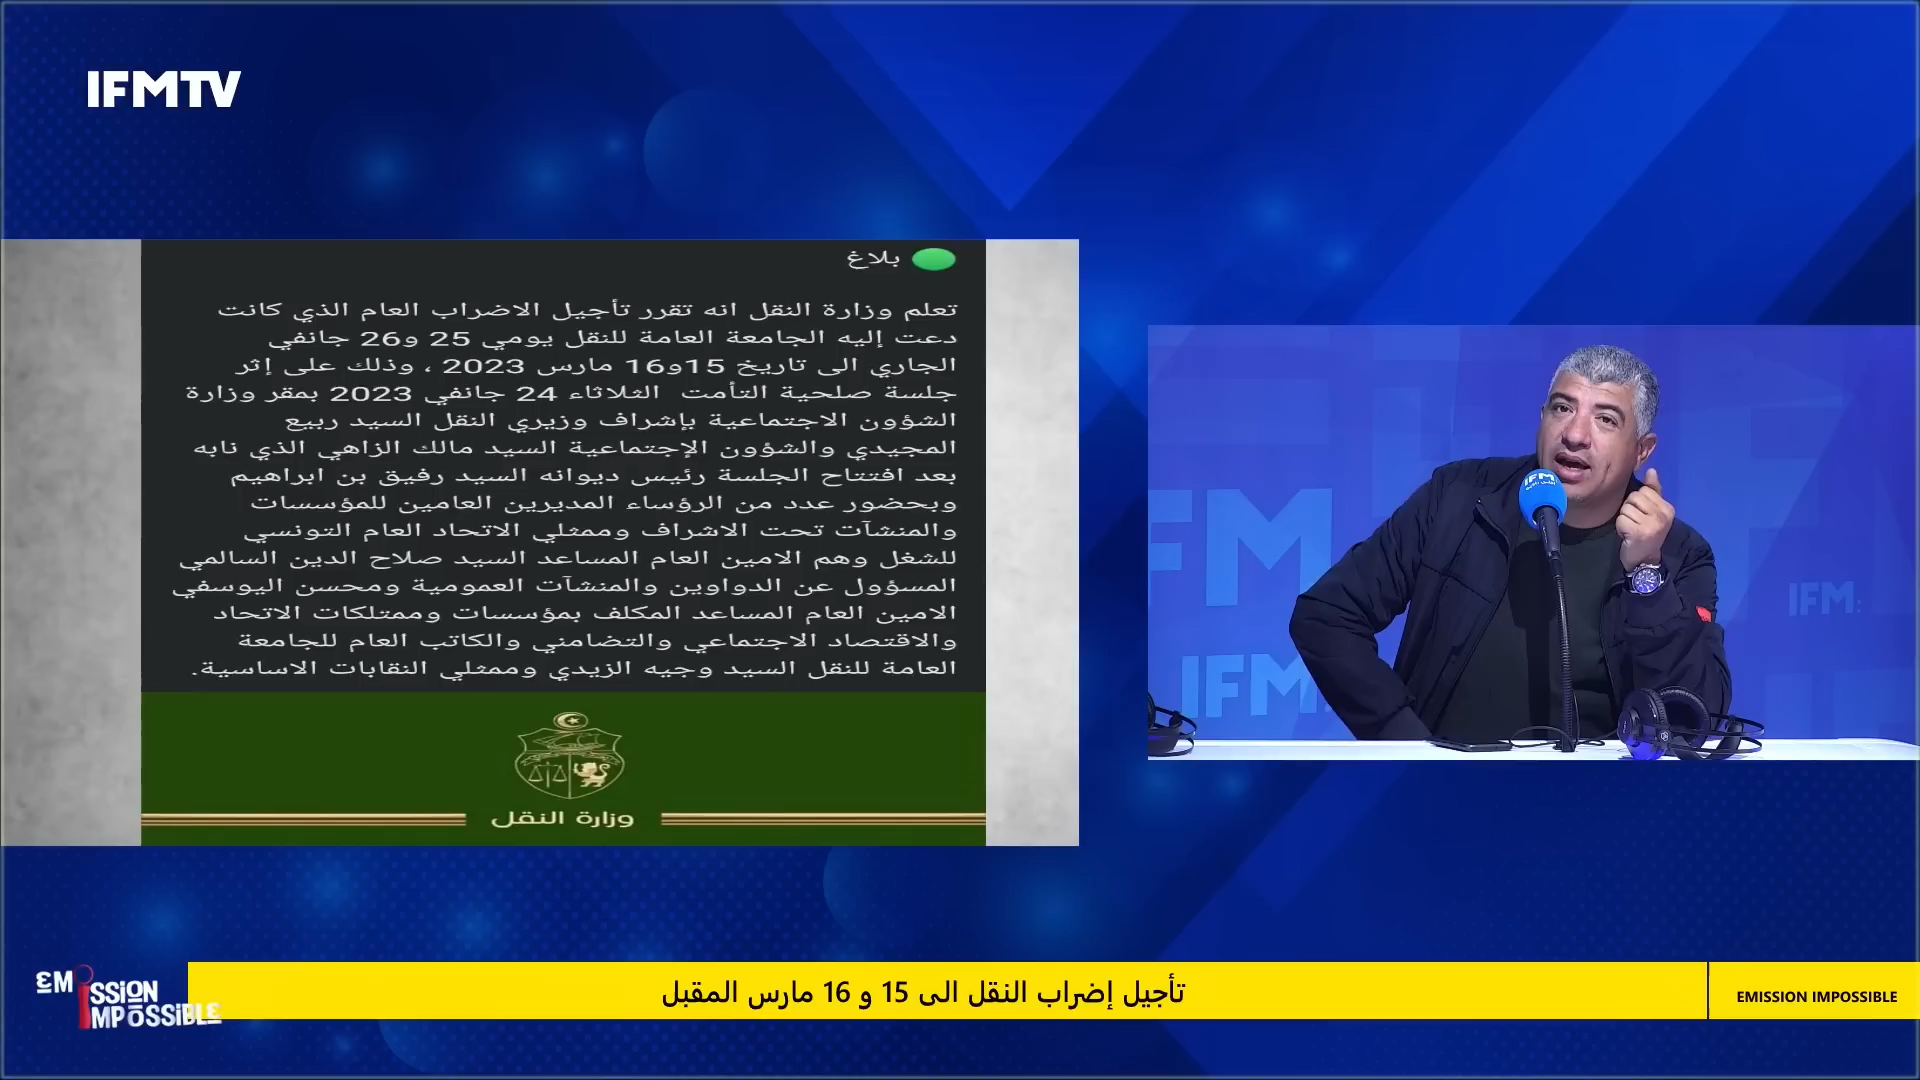 IFMTV
بلاغ
تعلم وزارة النقل انه تقرر تأجيل الاضراب العام الذي كانت
دعت إليه الجامعة العامة للنقل يومي 25 و26 جانفي
الجاري الى تاريخ 15و16 مارس 2023 ، وذلك على إثر
جلسة صلحية التأمت الثلاثاء 24 جانفي 2023 بمقر وزارة
الشؤون الاجتماعية بإشراف وزيري النقل السيد ربيع
المجيدي والشؤون الإجتماعية السيد مالك الزاهي الذي نابه
بعد افتتاح الجلسة رئيس ديوانه السيد رفيق بن ابراهيم
وبحضور عدد من الرؤساء المديرين العامين للمؤسسات
والمنشآت تحت الاشراف وممثلي الاتحاد العام التونسي
للشغل وهم الامين العام المساعد السيد صلاح الدين السالمي
المسؤول عن الدواوين والمنشآت العمومية ومحسن اليوسفي
الامين العام المساعد المكلف بمؤسسات وممتلكات الاتحاد
والاقتصاد الاجتماعي والتضامني والكاتب العام للجامعة
العامة للنقل السيد وجيه الزيدي وممثلي النقابات الاساسية.
وزارة النقل
IFM
FM
IFM:
IFM:
EMISSION
IMPOSSIBLE
تأجيل إضراب النقل الى 15 و 16 مارس المقبل
EMISSION IMPOSSIBLE